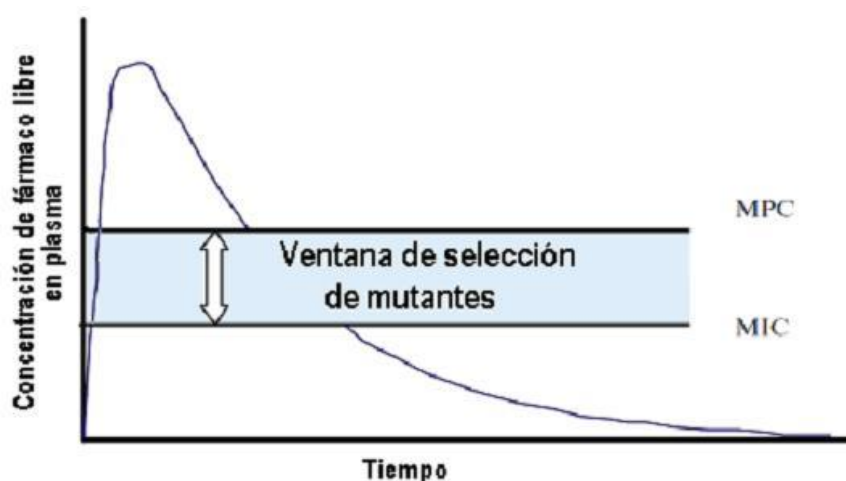 Concentración de fármaco libre
en plasma
MPC
Ventana de selección
de mutantes
MIC
Tiempo